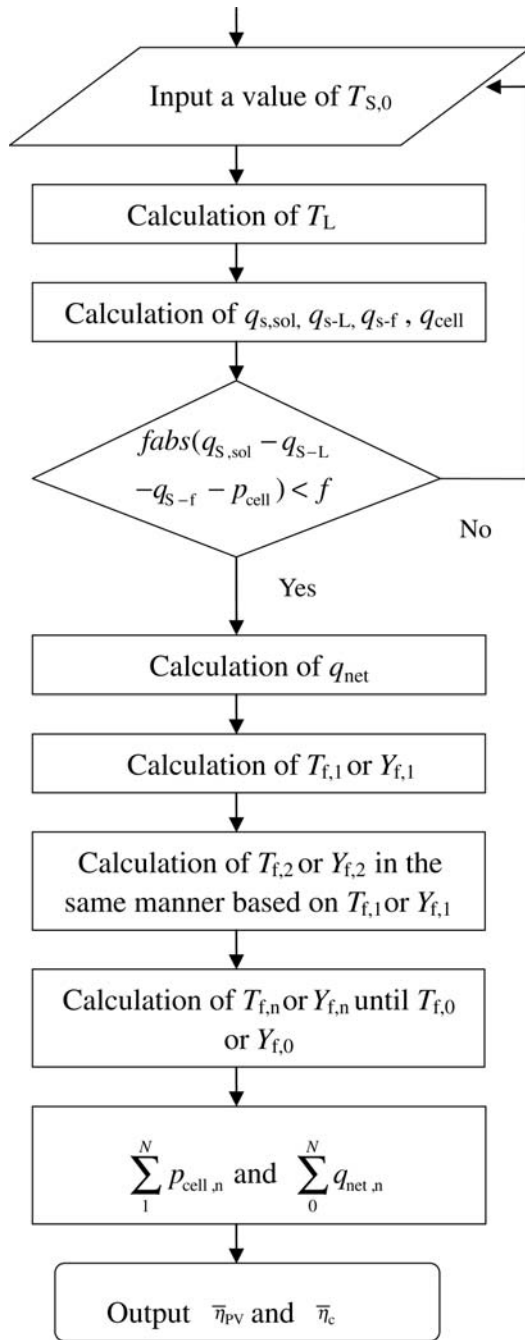 Input a value of T_S,0
Calculation of T_L
Calculation of q_s,sol, q_s-L, q_s-f , q_cell
fabs(q_S,sol − q_S−L
−q_S−f − p_cell) < f
No
Yes
Calculation of q_net
Calculation of T_f,1 or Y_f,1
Calculation of T_f,2 or Y_f,2 in the
same manner based on T_f,1 or Y_f,1
Calculation of T_f,n or Y_f,n until T_f,0
or Y_f,0
∑_1^N p_cell,n and ∑_0^N q_net,n
Output η̅_PV and η̅_c